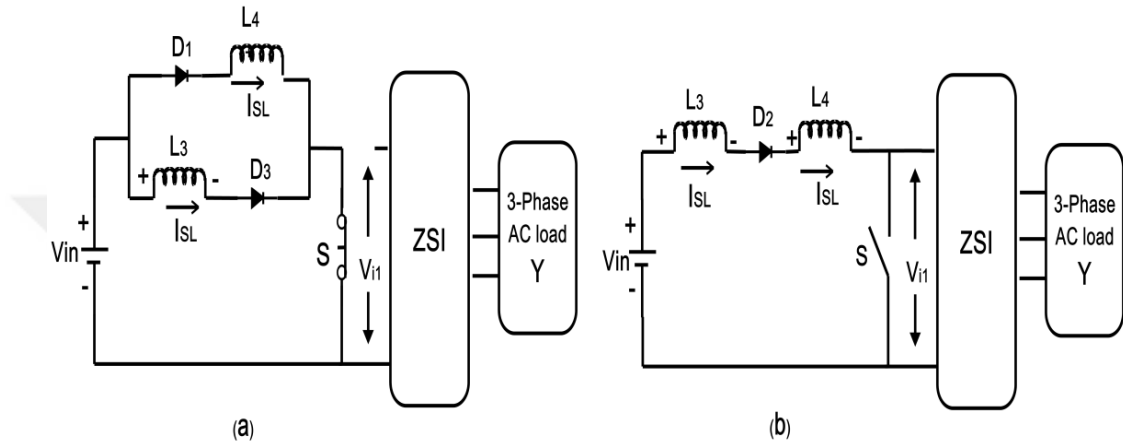 L4
D1
ISL
L3
+ -
D3
ISL
+
Vin
-
S
Vi1
ZSI
3-Phase
AC load
Y
(a)
L3
D2
L4
+ - + -
ISL
ISL
+
Vin
-
S
Vi1
ZSI
3-Phase
AC load
Y
(b)